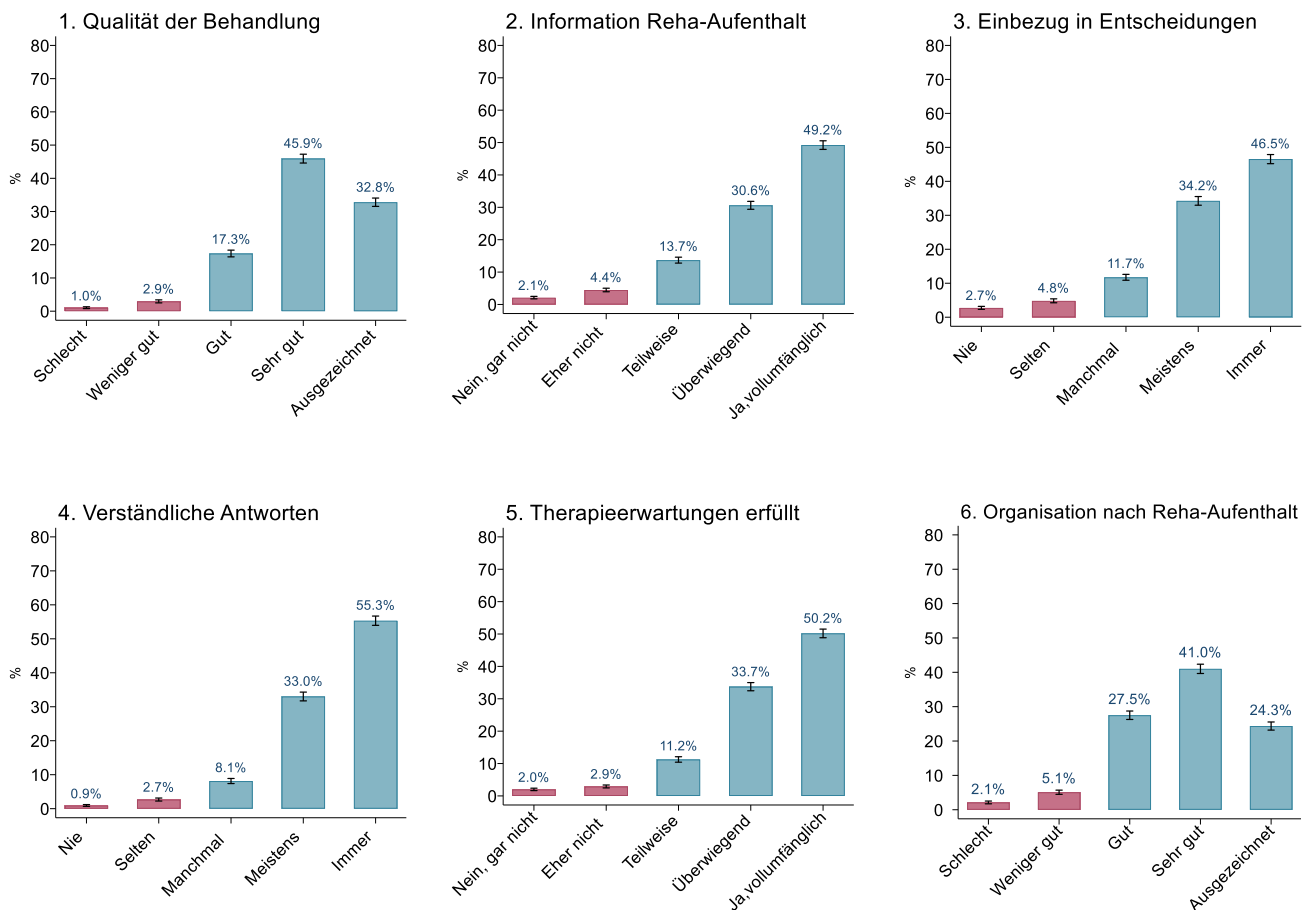 1. Qualität der Behandlung
80
70
60
50
40
30
20
10
0
%
1.0%
2.9%
17.3%
45.9%
32.8%
Schlecht
Weniger gut
Gut
Sehr gut
Ausgezeichnet
2. Information Reha-Aufenthalt
80
70
60
50
40
30
20
10
0
%
2.1%
4.4%
13.7%
30.6%
49.2%
Nein, gar nicht
Eher nicht
Teilweise
Überwiegend
Ja,vollumfänglich
3. Einbezug in Entscheidungen
80
70
60
50
40
30
20
10
0
%
2.7%
4.8%
11.7%
34.2%
46.5%
Nie
Selten
Manchmal
Meistens
Immer
4. Verständliche Antworten
80
70
60
50
40
30
20
10
0
%
0.9%
2.7%
8.1%
33.0%
55.3%
Nie
Selten
Manchmal
Meistens
Immer
5. Therapieerwartungen erfüllt
80
70
60
50
40
30
20
10
0
%
2.0%
2.9%
11.2%
33.7%
50.2%
Nein, gar nicht
Eher nicht
Teilweise
Überwiegend
Ja,vollumfänglich
6. Organisation nach Reha-Aufenthalt
80
70
60
50
40
30
20
10
0
%
2.1%
5.1%
27.5%
41.0%
24.3%
Schlecht
Weniger gut
Gut
Sehr gut
Ausgezeichnet